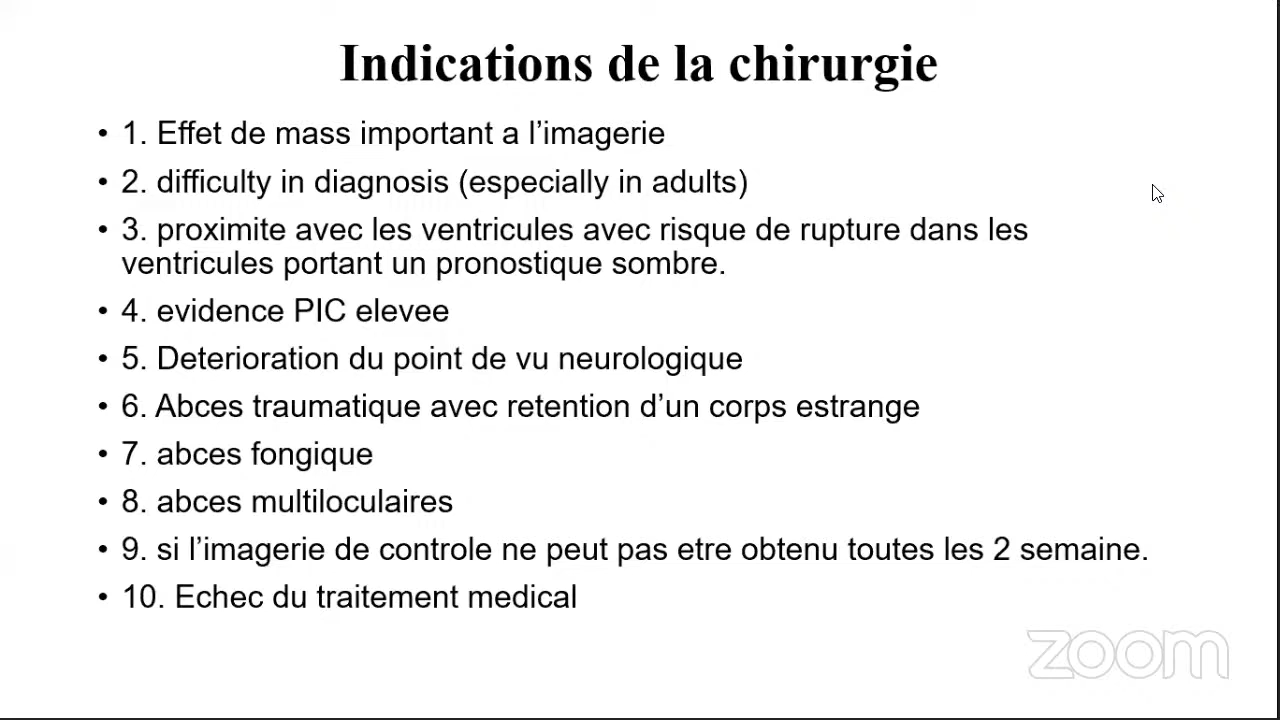 Indications de la chirurgie
• 1. Effet de mass important a l’imagerie
• 2. difficulty in diagnosis (especially in adults)
• 3. proximite avec les ventricules avec risque de rupture dans les
ventricules portant un pronostique sombre.
• 4. evidence PIC elevee
• 5. Deterioration du point de vu neurologique
• 6. Abces traumatique avec retention d’un corps estrange
• 7. abces fongique
• 8. abces multiloculaires
• 9. si l’imagerie de controle ne peut pas etre obtenu toutes les 2 semaine.
• 10. Echec du traitement medical
zoom